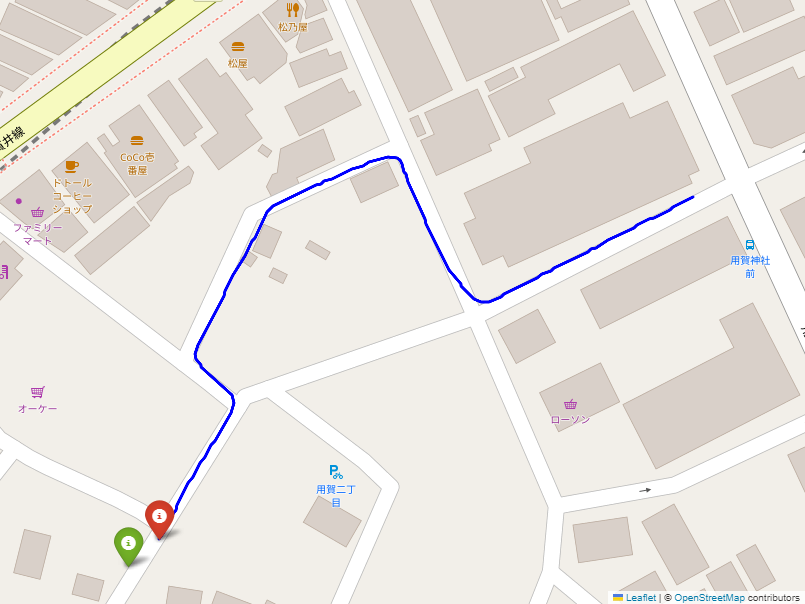 松乃屋
松屋
貫井線
CoCo壱
番屋
ドトール
コーヒー
ショップ
ファミリー
マート
用賀神社
前
オーケー
ローソン
用賀二丁
目
Leaflet | © OpenStreetMap contributors